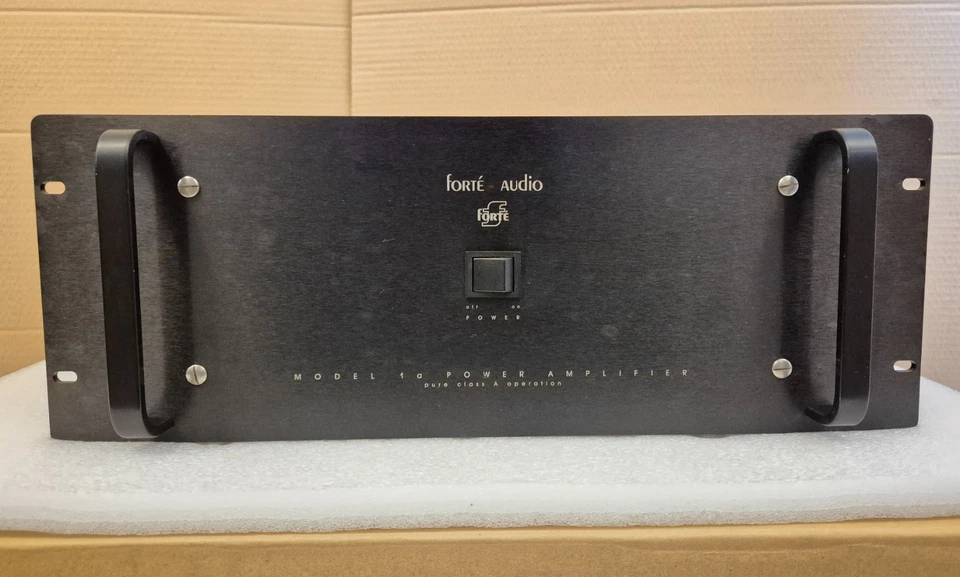 forté audio
forté
off on
POWER
MODEL 1a POWER AMPLIFIER
pure class A operation